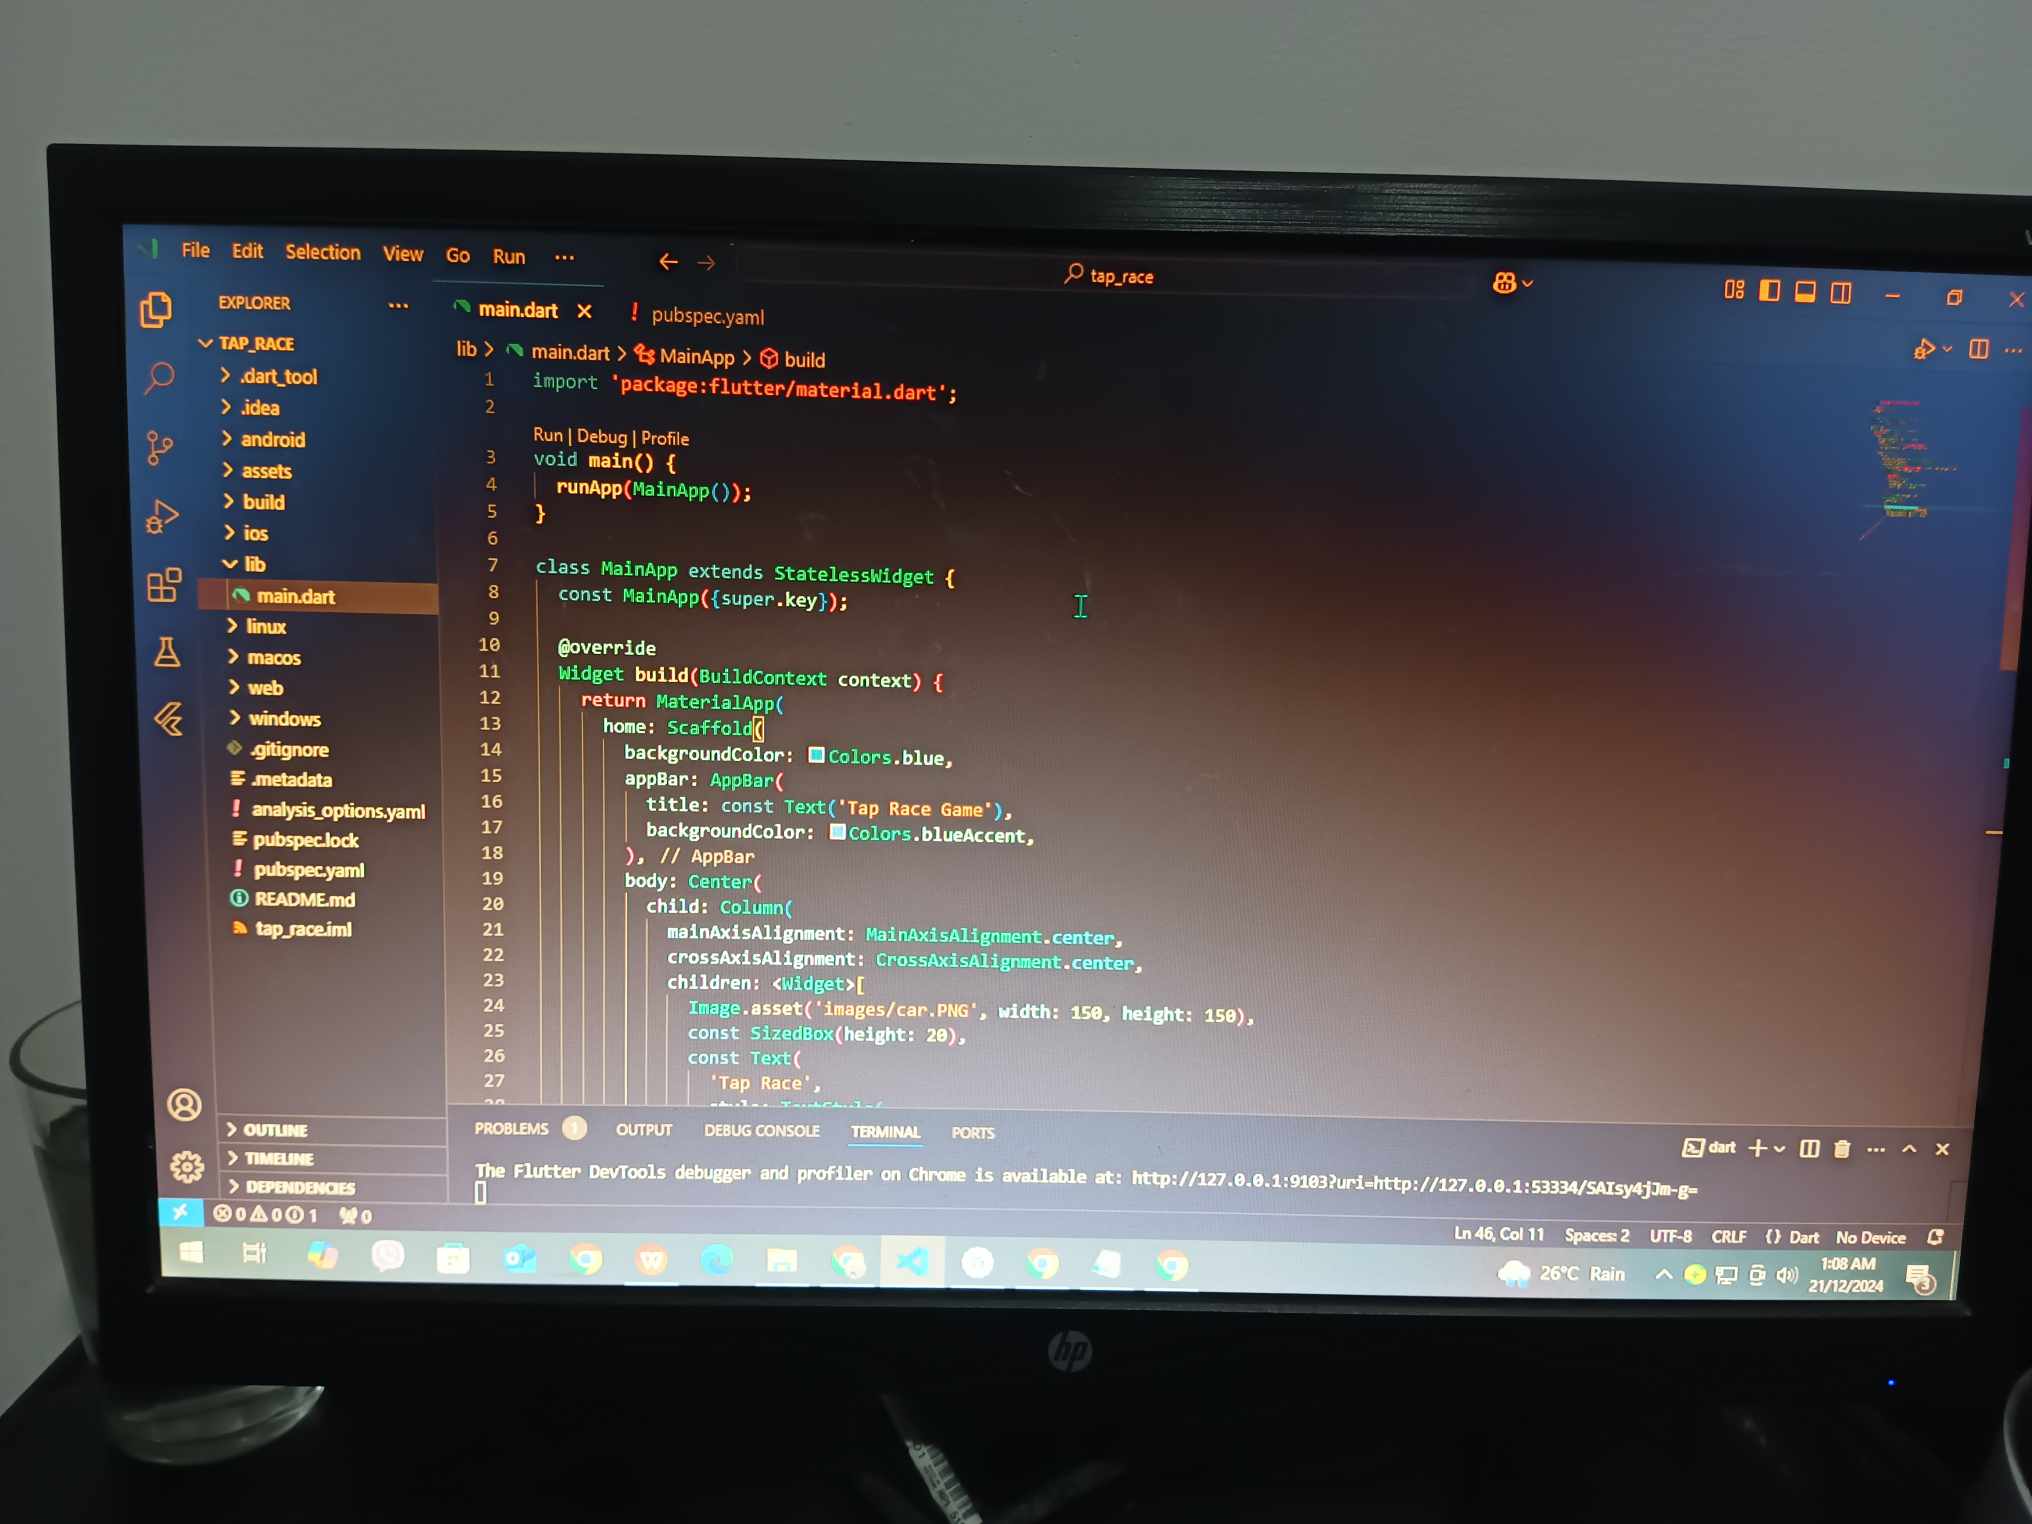 File Edit Selection View Go Run ...
tap_race
EXPLORER ...
TAP_RACE
.dart_tool
.idea
android
assets
build
ios
lib
main.dart
linux
macos
web
windows
.gitignore
.metadata
analysis_options.yaml
pubspec.lock
pubspec.yaml
README.md
tap_race.iml
OUTLINE
TIMELINE
DEPENDENCIES
main.dart pubspec.yaml
lib > main.dart > MainApp > build
1 import 'package:flutter/material.dart';
2
Run | Debug | Profile
3 void main() {
4 runApp(MainApp());
5 }
6
7 class MainApp extends StatelessWidget {
8 const MainApp({super.key});
9
10 @override
11 Widget build(BuildContext context) {
12 return MaterialApp(
13 home: Scaffold(
14 backgroundColor: Colors.blue,
15 appBar: AppBar(
16 title: const Text('Tap Race Game'),
17 backgroundColor: Colors.blueAccent,
18 ), // AppBar
19 body: Center(
20 child: Column(
21 mainAxisAlignment: MainAxisAlignment.center,
22 crossAxisAlignment: CrossAxisAlignment.center,
23 children: <Widget>[
24 Image.asset('images/car.PNG', width: 150, height: 150),
25 const SizedBox(height: 20),
26 const Text(
27 'Tap Race',
PROBLEMS 1 OUTPUT DEBUG CONSOLE TERMINAL PORTS
dart
The Flutter DevTools debugger and profiler on Chrome is available at: http://127.0.0.1:9103?uri=http://127.0.0.1:53334/SAIsy4jJm-g=
0 0 1 0
Ln 46, Col 11 Spaces: 2 UTF-8 CRLF {} Dart No Device
26°C Rain
1:08 AM
21/12/2024
3
hp